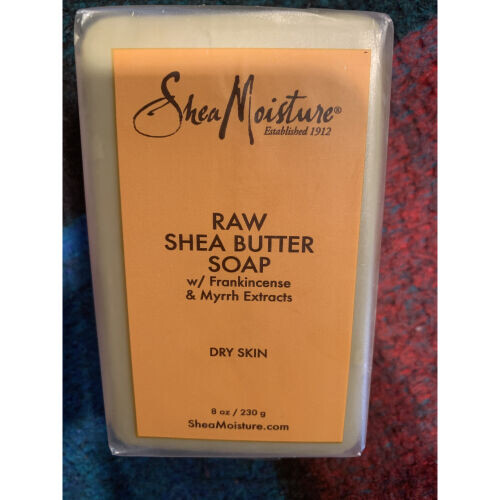 SheaMoisture®
Established 1912
RAW
SHEA BUTTER
SOAP
w/ Frankincense
& Myrrh Extracts
DRY SKIN
8 oz / 230 g
SheaMoisture.com